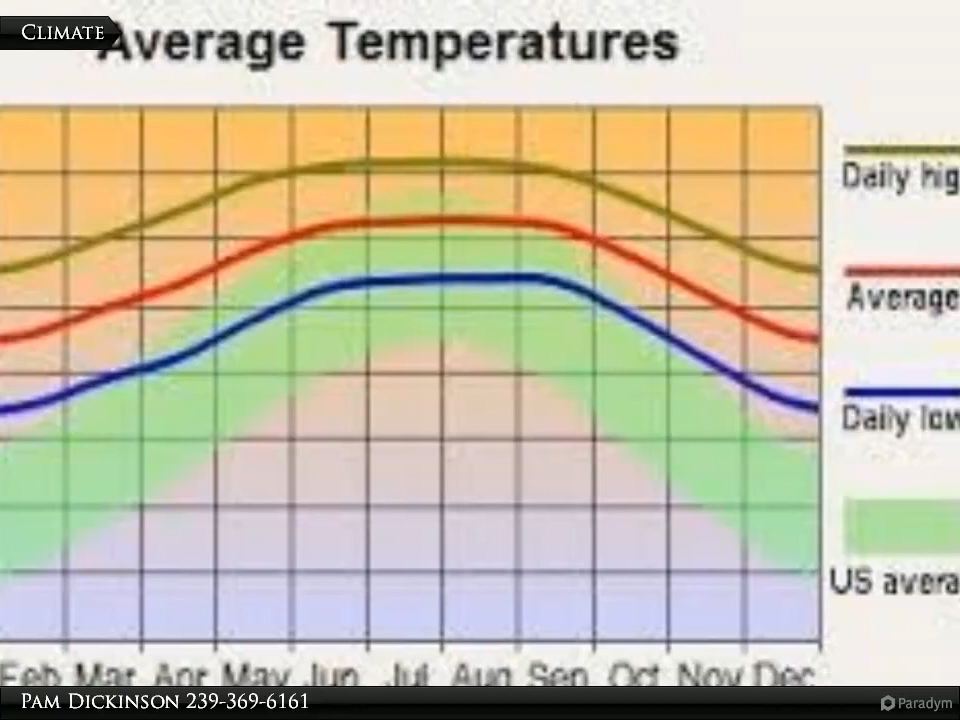 CLIMATE
Average Temperatures
Daily hig
Average
Daily low
US avera
Feb Mar Apr May Jun Jul Aug Sep Oct Nov Dec
PAM DICKINSON 239-369-6161
Paradym